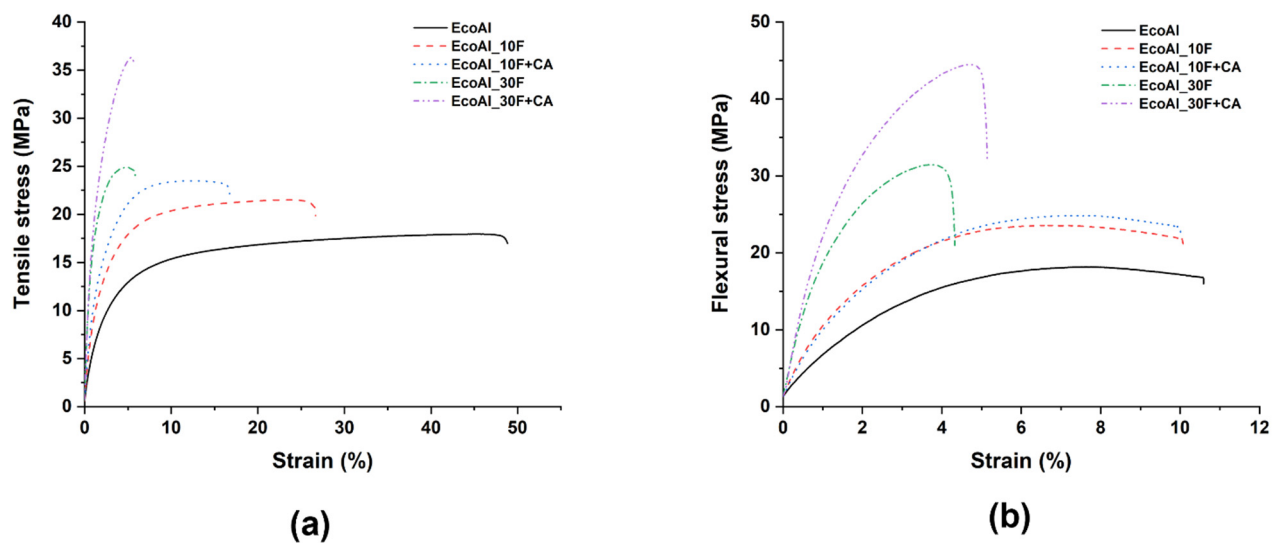 40
35
30
25
20
15
10
5
0
Tensile stress (MPa)
EcoAl
EcoAl_10F
EcoAl_10F+CA
EcoAl_30F
EcoAl_30F+CA
0 10 20 30 40 50
Strain (%)
(a)
50
40
30
20
10
0
Flexural stress (MPa)
EcoAl
EcoAl_10F
EcoAl_10F+CA
EcoAl_30F
EcoAl_30F+CA
0 2 4 6 8 10 12
Strain (%)
(b)